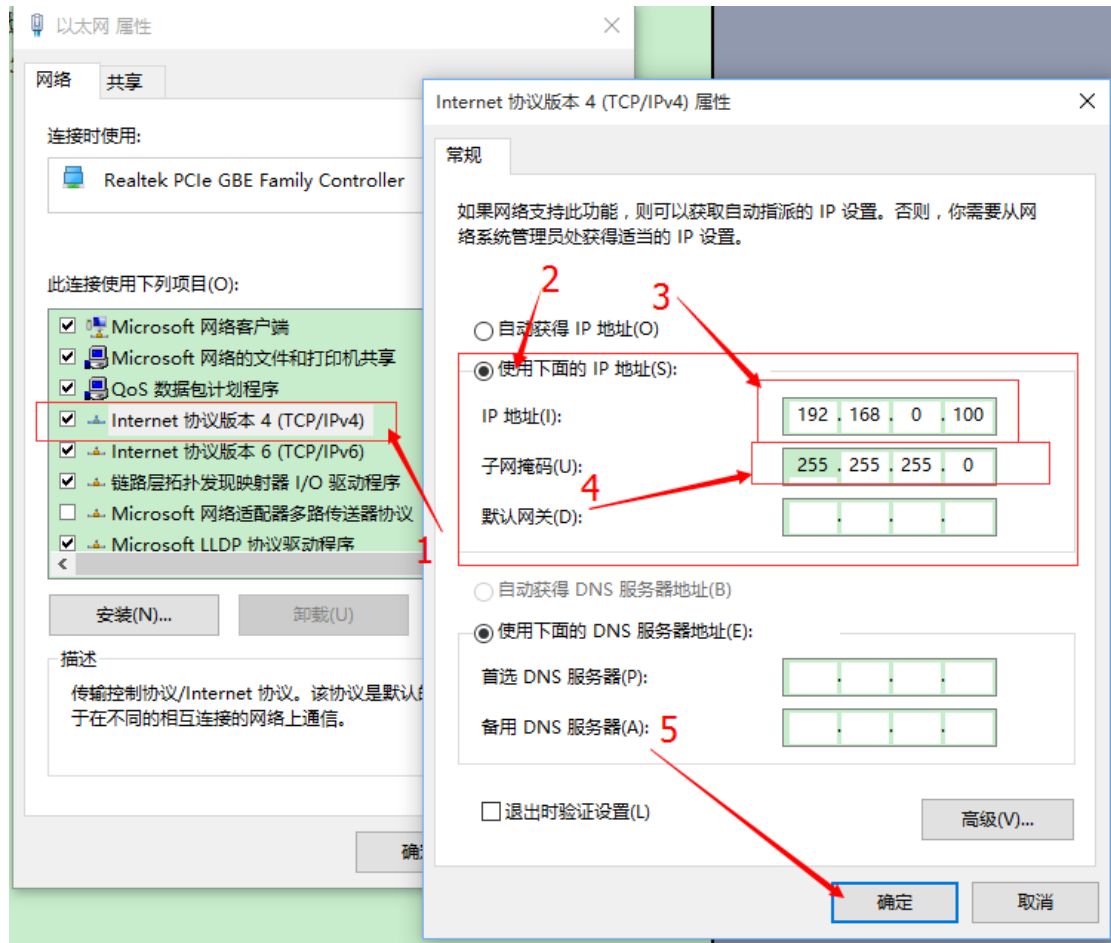 以太网 属性
网络
共享
连接时使用:
Realtek PCIe GBE Family Controller
此连接使用下列项目(O):
Microsoft 网络客户端
Microsoft 网络的文件和打印机共享
QoS 数据包计划程序
Internet 协议版本 4 (TCP/IPv4)
Internet 协议版本 6 (TCP/IPv6)
链路层拓扑发现映射器 I/O 驱动程序
Microsoft 网络适配器多路传送器协议
Microsoft LLDP 协议驱动程序
1
安装(N)...
卸载(U)
描述
传输控制协议/Internet 协议。该协议是默认的
于在不同的相互连接的网络上通信。
确
Internet 协议版本 4 (TCP/IPv4) 属性
常规
如果网络支持此功能，则可以获取自动指派的 IP 设置。否则，你需要从网
络系统管理员处获得适当的 IP 设置。
2
3
自动获得 IP 地址(O)
使用下面的 IP 地址(S):
IP 地址(I):
192 . 168 . 0 . 100
子网掩码(U):
255 . 255 . 255 . 0
4
默认网关(D):
. . .
自动获得 DNS 服务器地址(B)
使用下面的 DNS 服务器地址(E):
首选 DNS 服务器(P):
. . .
备用 DNS 服务器(A):
. . .
5
退出时验证设置(L)
高级(V)...
确定
取消